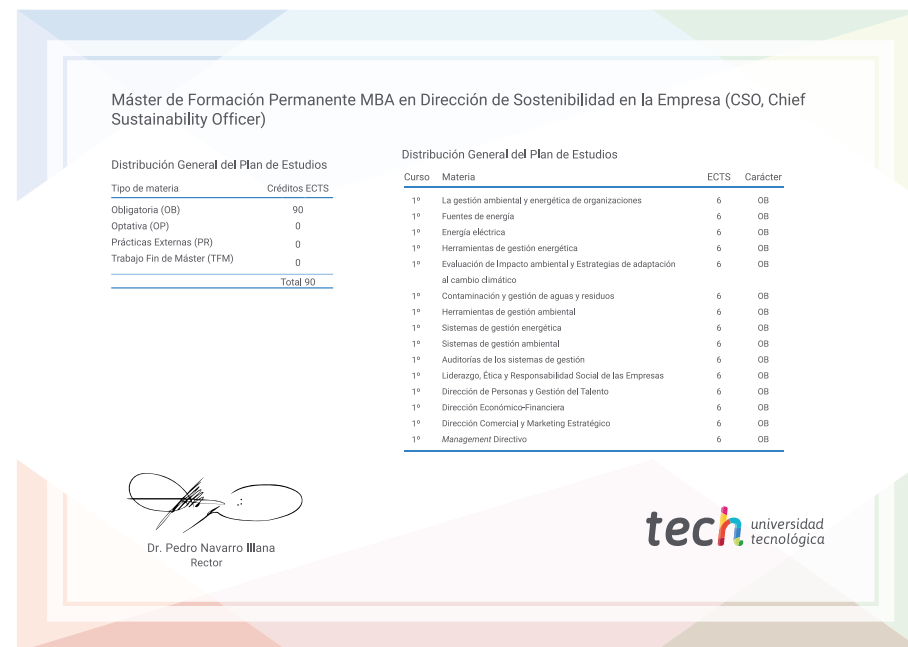 Máster de Formación Permanente MBA en Dirección de Sostenibilidad en la Empresa (CSO, Chief
Sustainability Officer)
Distribución General del Plan de Estudios
Tipo de materia Créditos ECTS
Obligatoria (OB) 90
Optativa (OP) 0
Prácticas Externas (PR) 0
Trabajo Fin de Máster (TFM) 0
Total 90
Distribución General del Plan de Estudios
Curso Materia ECTS Carácter
1º La gestión ambiental y energética de organizaciones 6 OB
1º Fuentes de energía 6 OB
1º Energía eléctrica 6 OB
1º Herramientas de gestión energética 6 OB
1º Evaluación de Impacto ambiental y Estrategias de adaptación 6 OB
al cambio climático
1º Contaminación y gestión de aguas y residuos 6 OB
1º Herramientas de gestión ambiental 6 OB
1º Sistemas de gestión energética 6 OB
1º Sistemas de gestión ambiental 6 OB
1º Auditorías de los sistemas de gestión 6 OB
1º Liderazgo, Ética y Responsabilidad Social de las Empresas 6 OB
1º Dirección de Personas y Gestión del Talento 6 OB
1º Dirección Económico-Financiera 6 OB
1º Dirección Comercial y Marketing Estratégico 6 OB
1º Management Directivo 6 OB
Dr. Pedro Navarro Illana
Rector
tech universidad
tecnológica